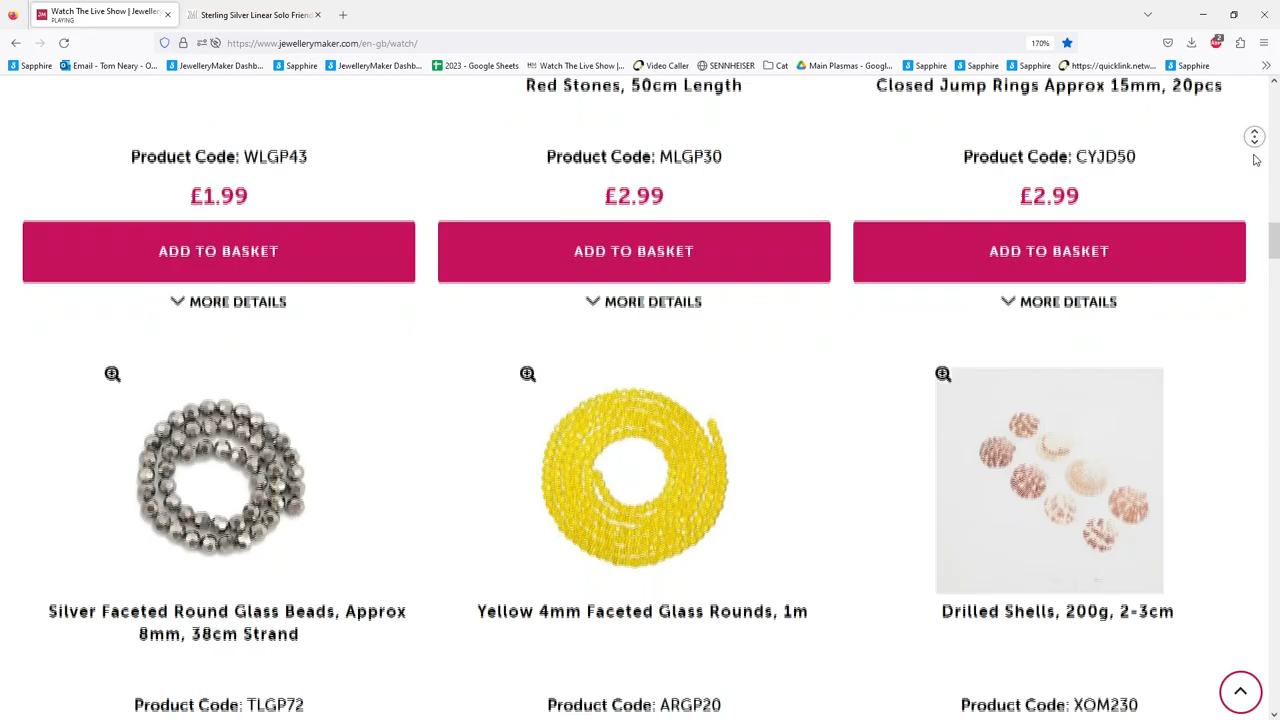 Watch The Live Show | Jewellery
PLAYING
Sterling Silver Linear Solo Friend
https://www.jewellerymaker.com/en-gb/watch/
170%
Sapphire
Email - Tom Neary - O...
JewelleryMaker Dashb...
Sapphire
JewelleryMaker Dashb...
2023 - Google Sheets
Watch The Live Show |...
Video Caller
SENNHEISER
Cat
Main Plasmas - Googl...
Sapphire
Sapphire
Sapphire
https://quicklink.netw...
Sapphire
Red Stones, 50cm Length
Closed Jump Rings Approx 15mm, 20pcs
Product Code: WLGP43
Product Code: MLGP30
Product Code: CYJD50
£1.99
£2.99
£2.99
ADD TO BASKET
ADD TO BASKET
ADD TO BASKET
MORE DETAILS
MORE DETAILS
MORE DETAILS
Silver Faceted Round Glass Beads, Approx
8mm, 38cm Strand
Yellow 4mm Faceted Glass Rounds, 1m
Drilled Shells, 200g, 2-3cm
Product Code: TLGP72
Product Code: ARGP20
Product Code: XOM230